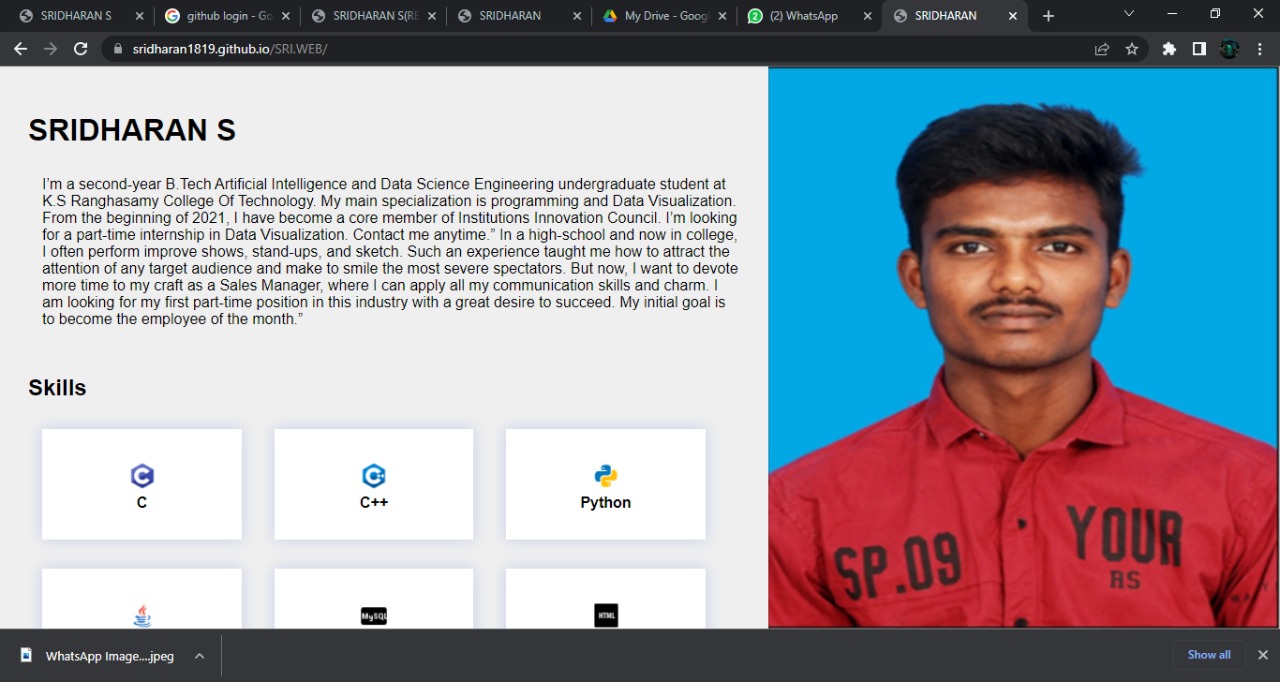 SRIDHARAN S
github login - Go
SRIDHARAN S(RE
SRIDHARAN
My Drive - Googl
(2) WhatsApp
SRIDHARAN
sridharan1819.github.io/SRI.WEB/
SRIDHARAN S
I'm a second-year B.Tech Artificial Intelligence and Data Science Engineering undergraduate student at
K.S Ranghasamy College Of Technology. My main specialization is programming and Data Visualization.
From the beginning of 2021, I have become a core member of Institutions Innovation Council. I'm looking
for a part-time internship in Data Visualization. Contact me anytime.” In a high-school and now in college,
I often perform improve shows, stand-ups, and sketch. Such an experience taught me how to attract the
attention of any target audience and make to smile the most severe spectators. But now, I want to devote
more time to my craft as a Sales Manager, where I can apply all my communication skills and charm. I
am looking for my first part-time position in this industry with a great desire to succeed. My initial goal is
to become the employee of the month.”
Skills
C
C++
Python
MySQL
HTML
SP.09
YOUR
RS
WhatsApp Image....jpeg
Show all